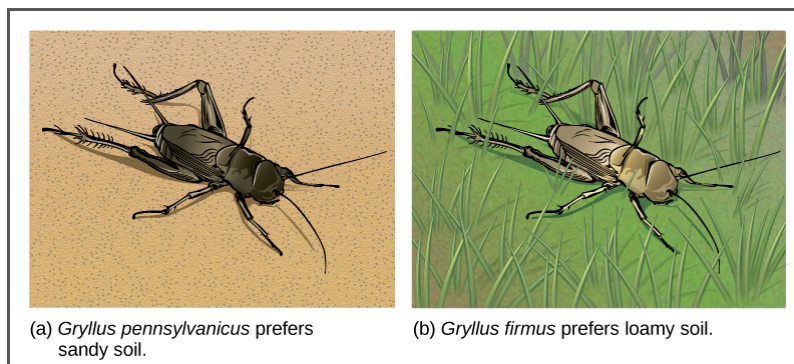 (a) Gryllus pennsylvanicus prefers
sandy soil.
(b) Gryllus firmus prefers loamy soil.